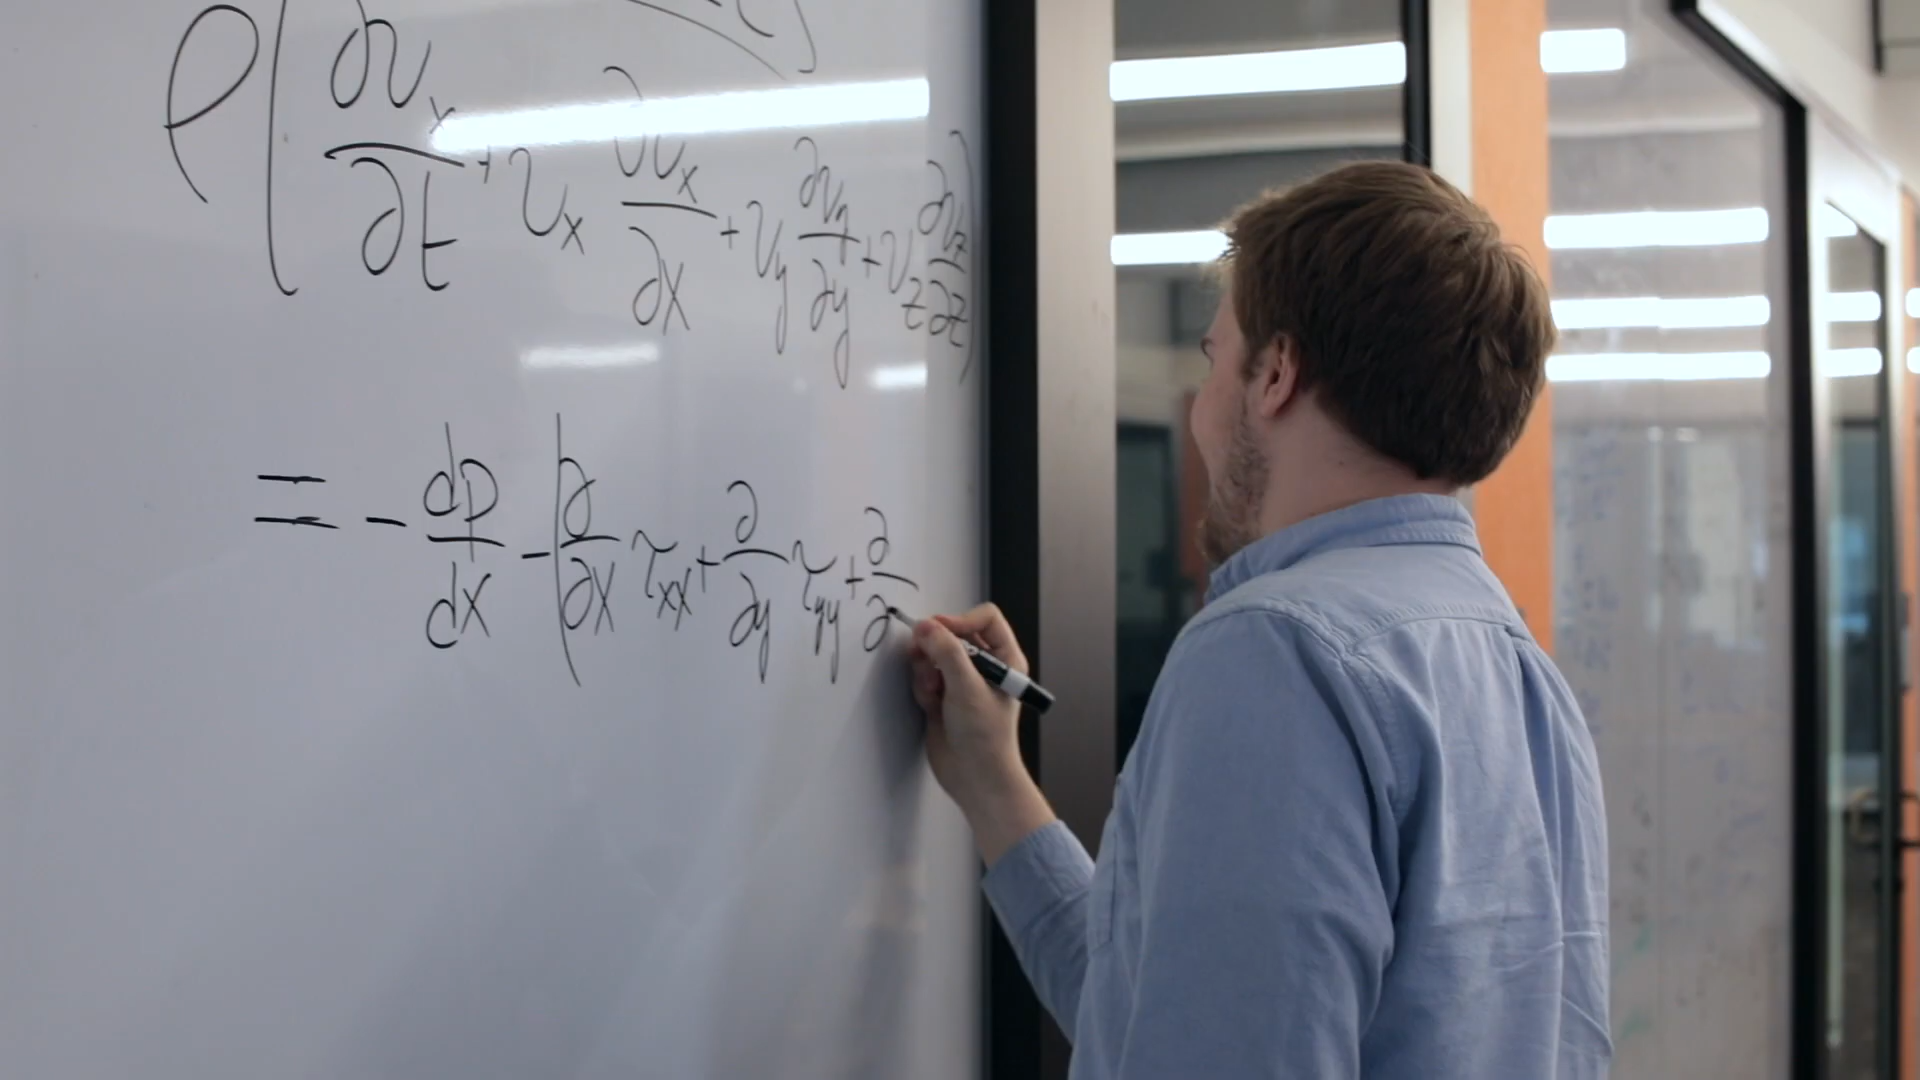 ρ(∂v_x/∂t + v_x ∂v_x/∂x + v_y ∂v_y/∂y + v_z ∂v_z/∂z)
= - dp/dx - (∂/∂x τ_xx + ∂/∂y τ_yy + ∂/∂